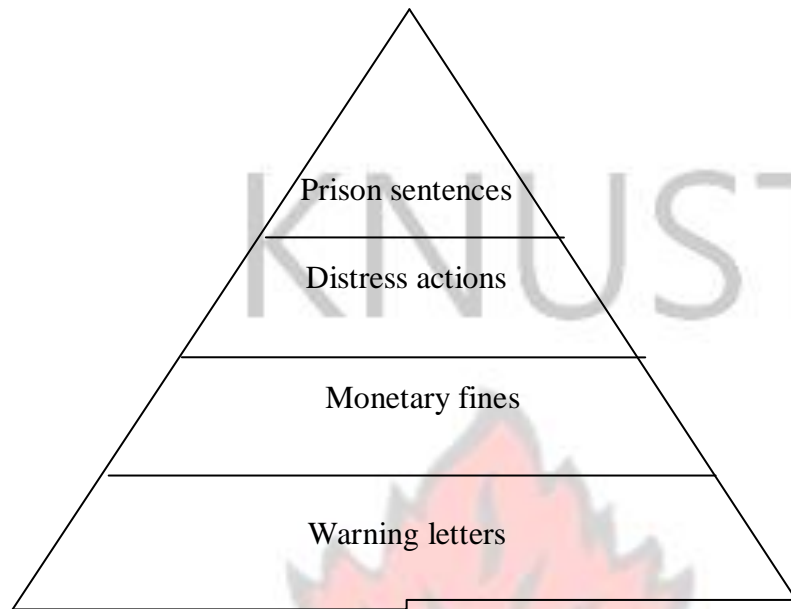 KNUST
Prison sentences
Distress actions
Monetary fines
Warning letters